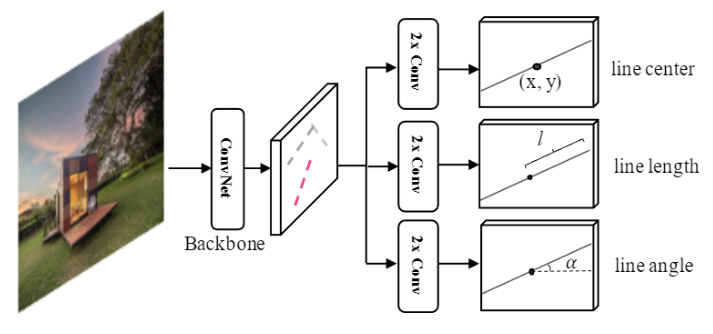 ConvNet
Backbone
2x Conv
(x, y)
line center
2x Conv
l
line length
2x Conv
α
line angle